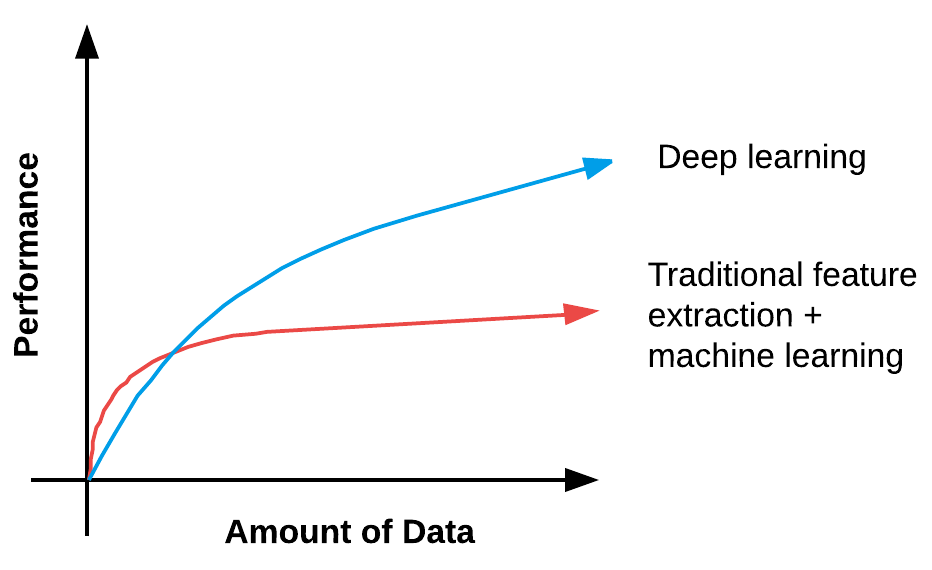 Performance
Deep learning
Traditional feature
extraction +
machine learning
Amount of Data